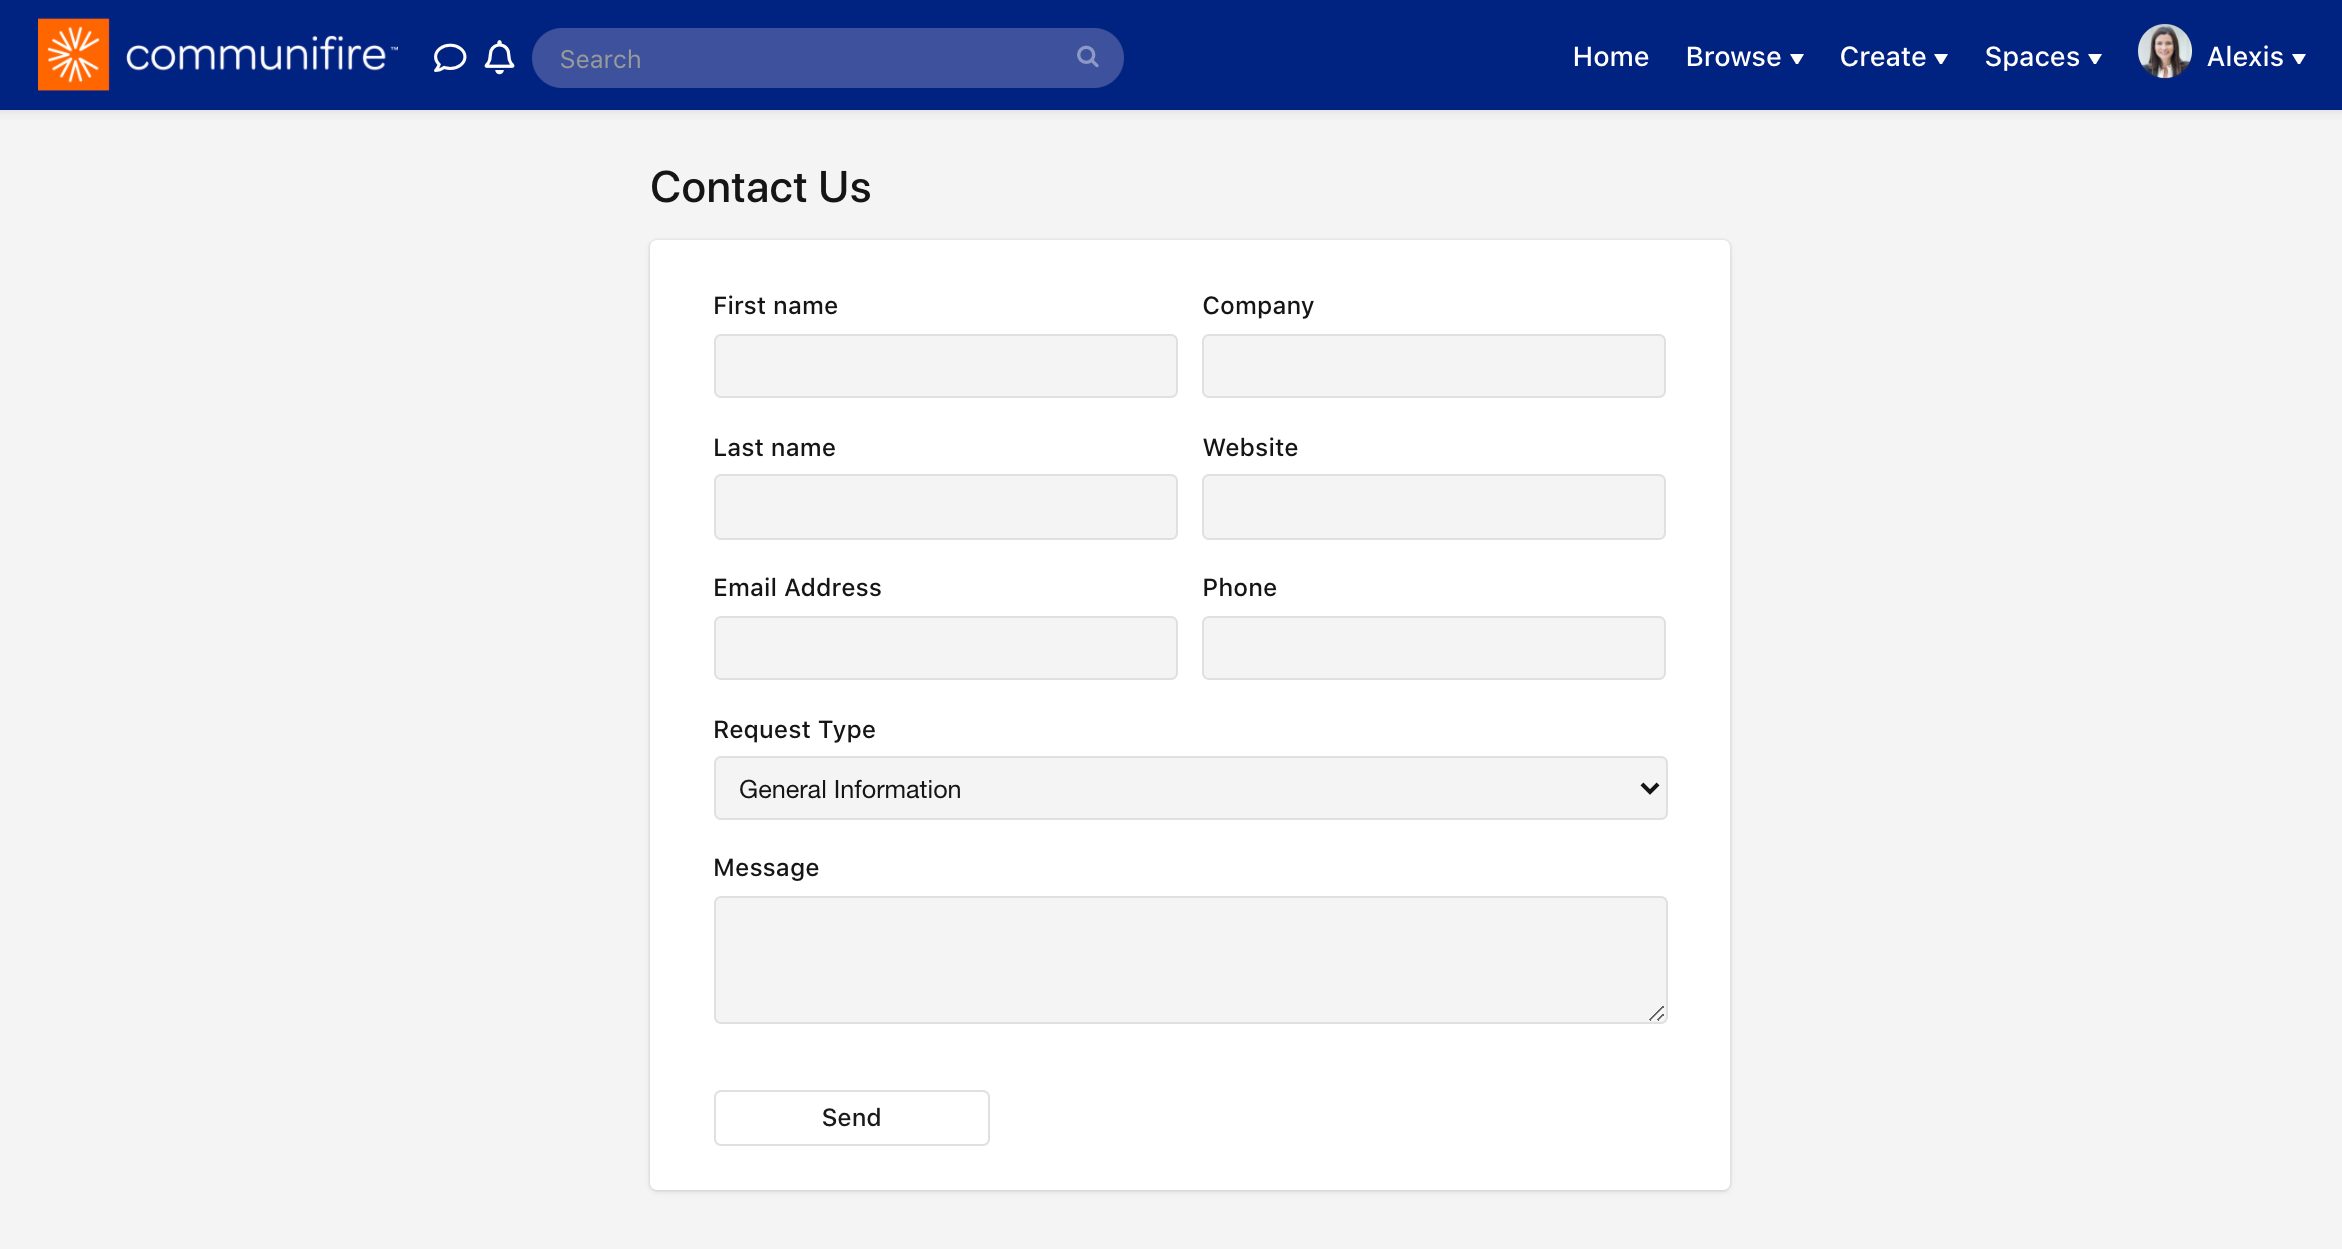 communifire™ Search Home Browse Create Spaces Alexis
Contact Us
First name Company
Last name Website
Email Address Phone
Request Type
General Information
Message
Send